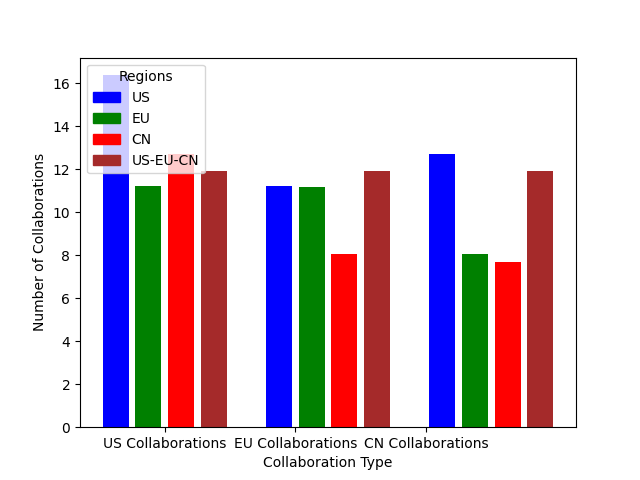 Regions
US
EU
CN
US-EU-CN
16
14
12
10
8
6
4
2
0
Number of Collaborations
US Collaborations EU Collaborations CN Collaborations
Collaboration Type